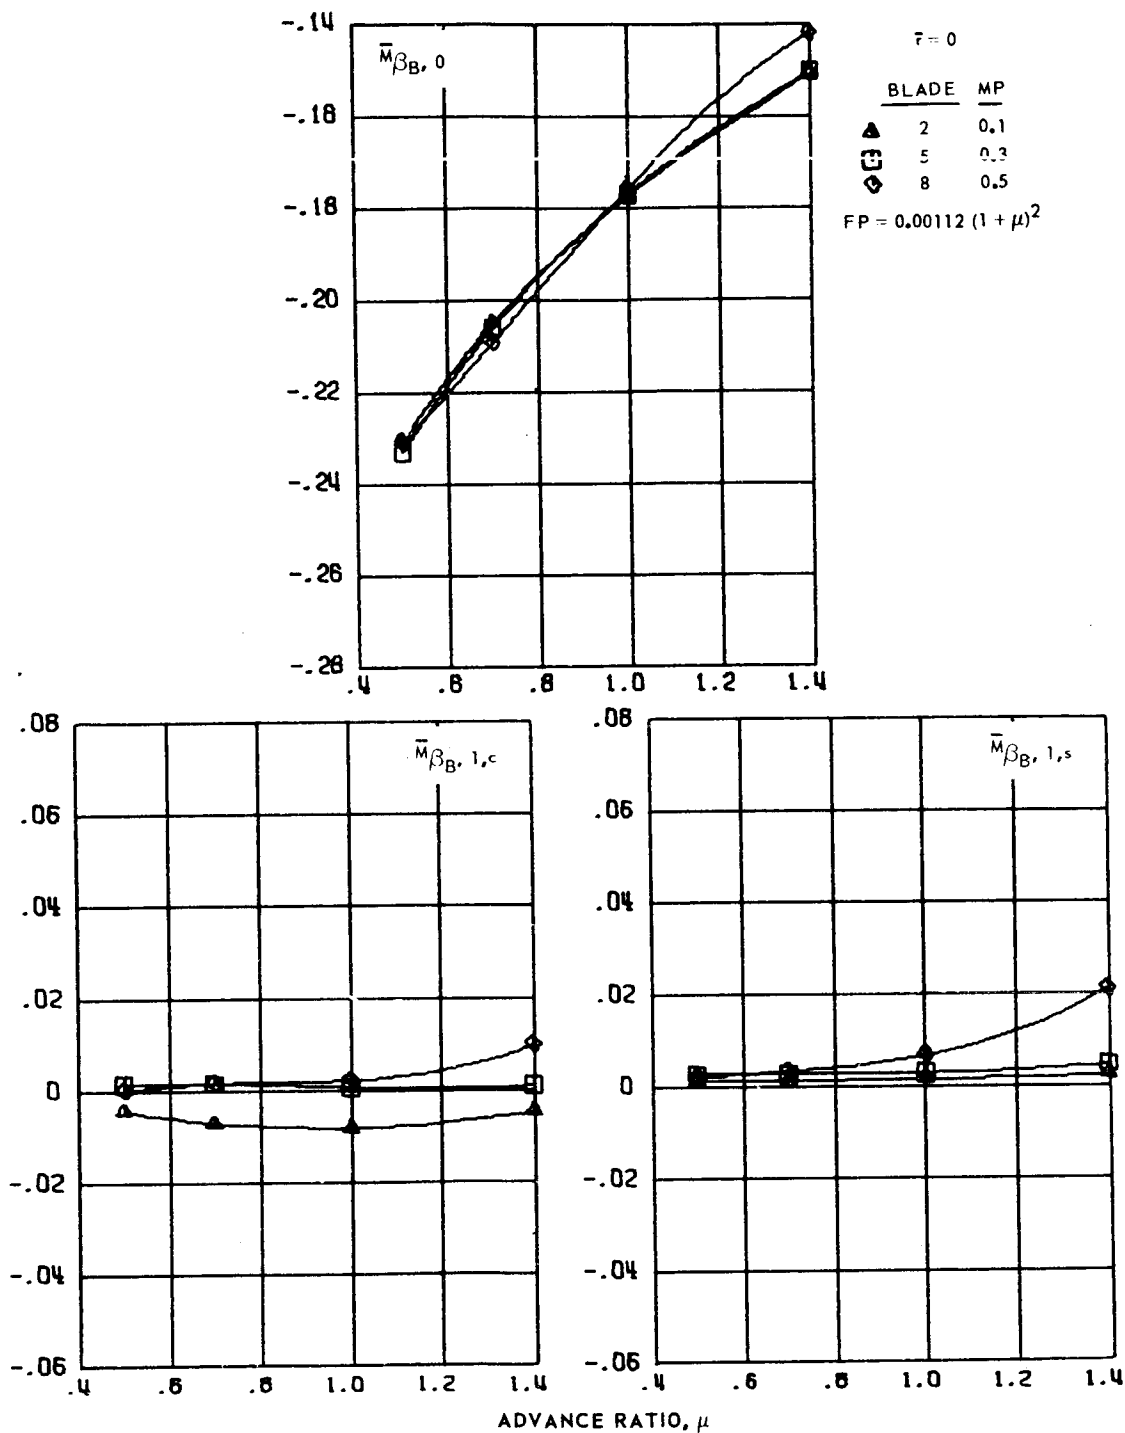 -.14
M̄βB, 0
r̄ = 0
BLADE MP
2 0.1
5 0.3
8 0.5
FP = 0.00112 (1 + μ)²
-.16
-.18
-.20
-.22
-.24
-.26
-.28
.4 .6 .8 1.0 1.2 1.4
.08
M̄βB, 1,c
.06
.04
.02
0
-.02
-.04
-.06
.4 .6 .8 1.0 1.2 1.4
.08
M̄βB, 1,s
.06
.04
.02
0
-.02
-.04
-.06
.4 .6 .8 1.0 1.2 1.4
ADVANCE RATIO, μ